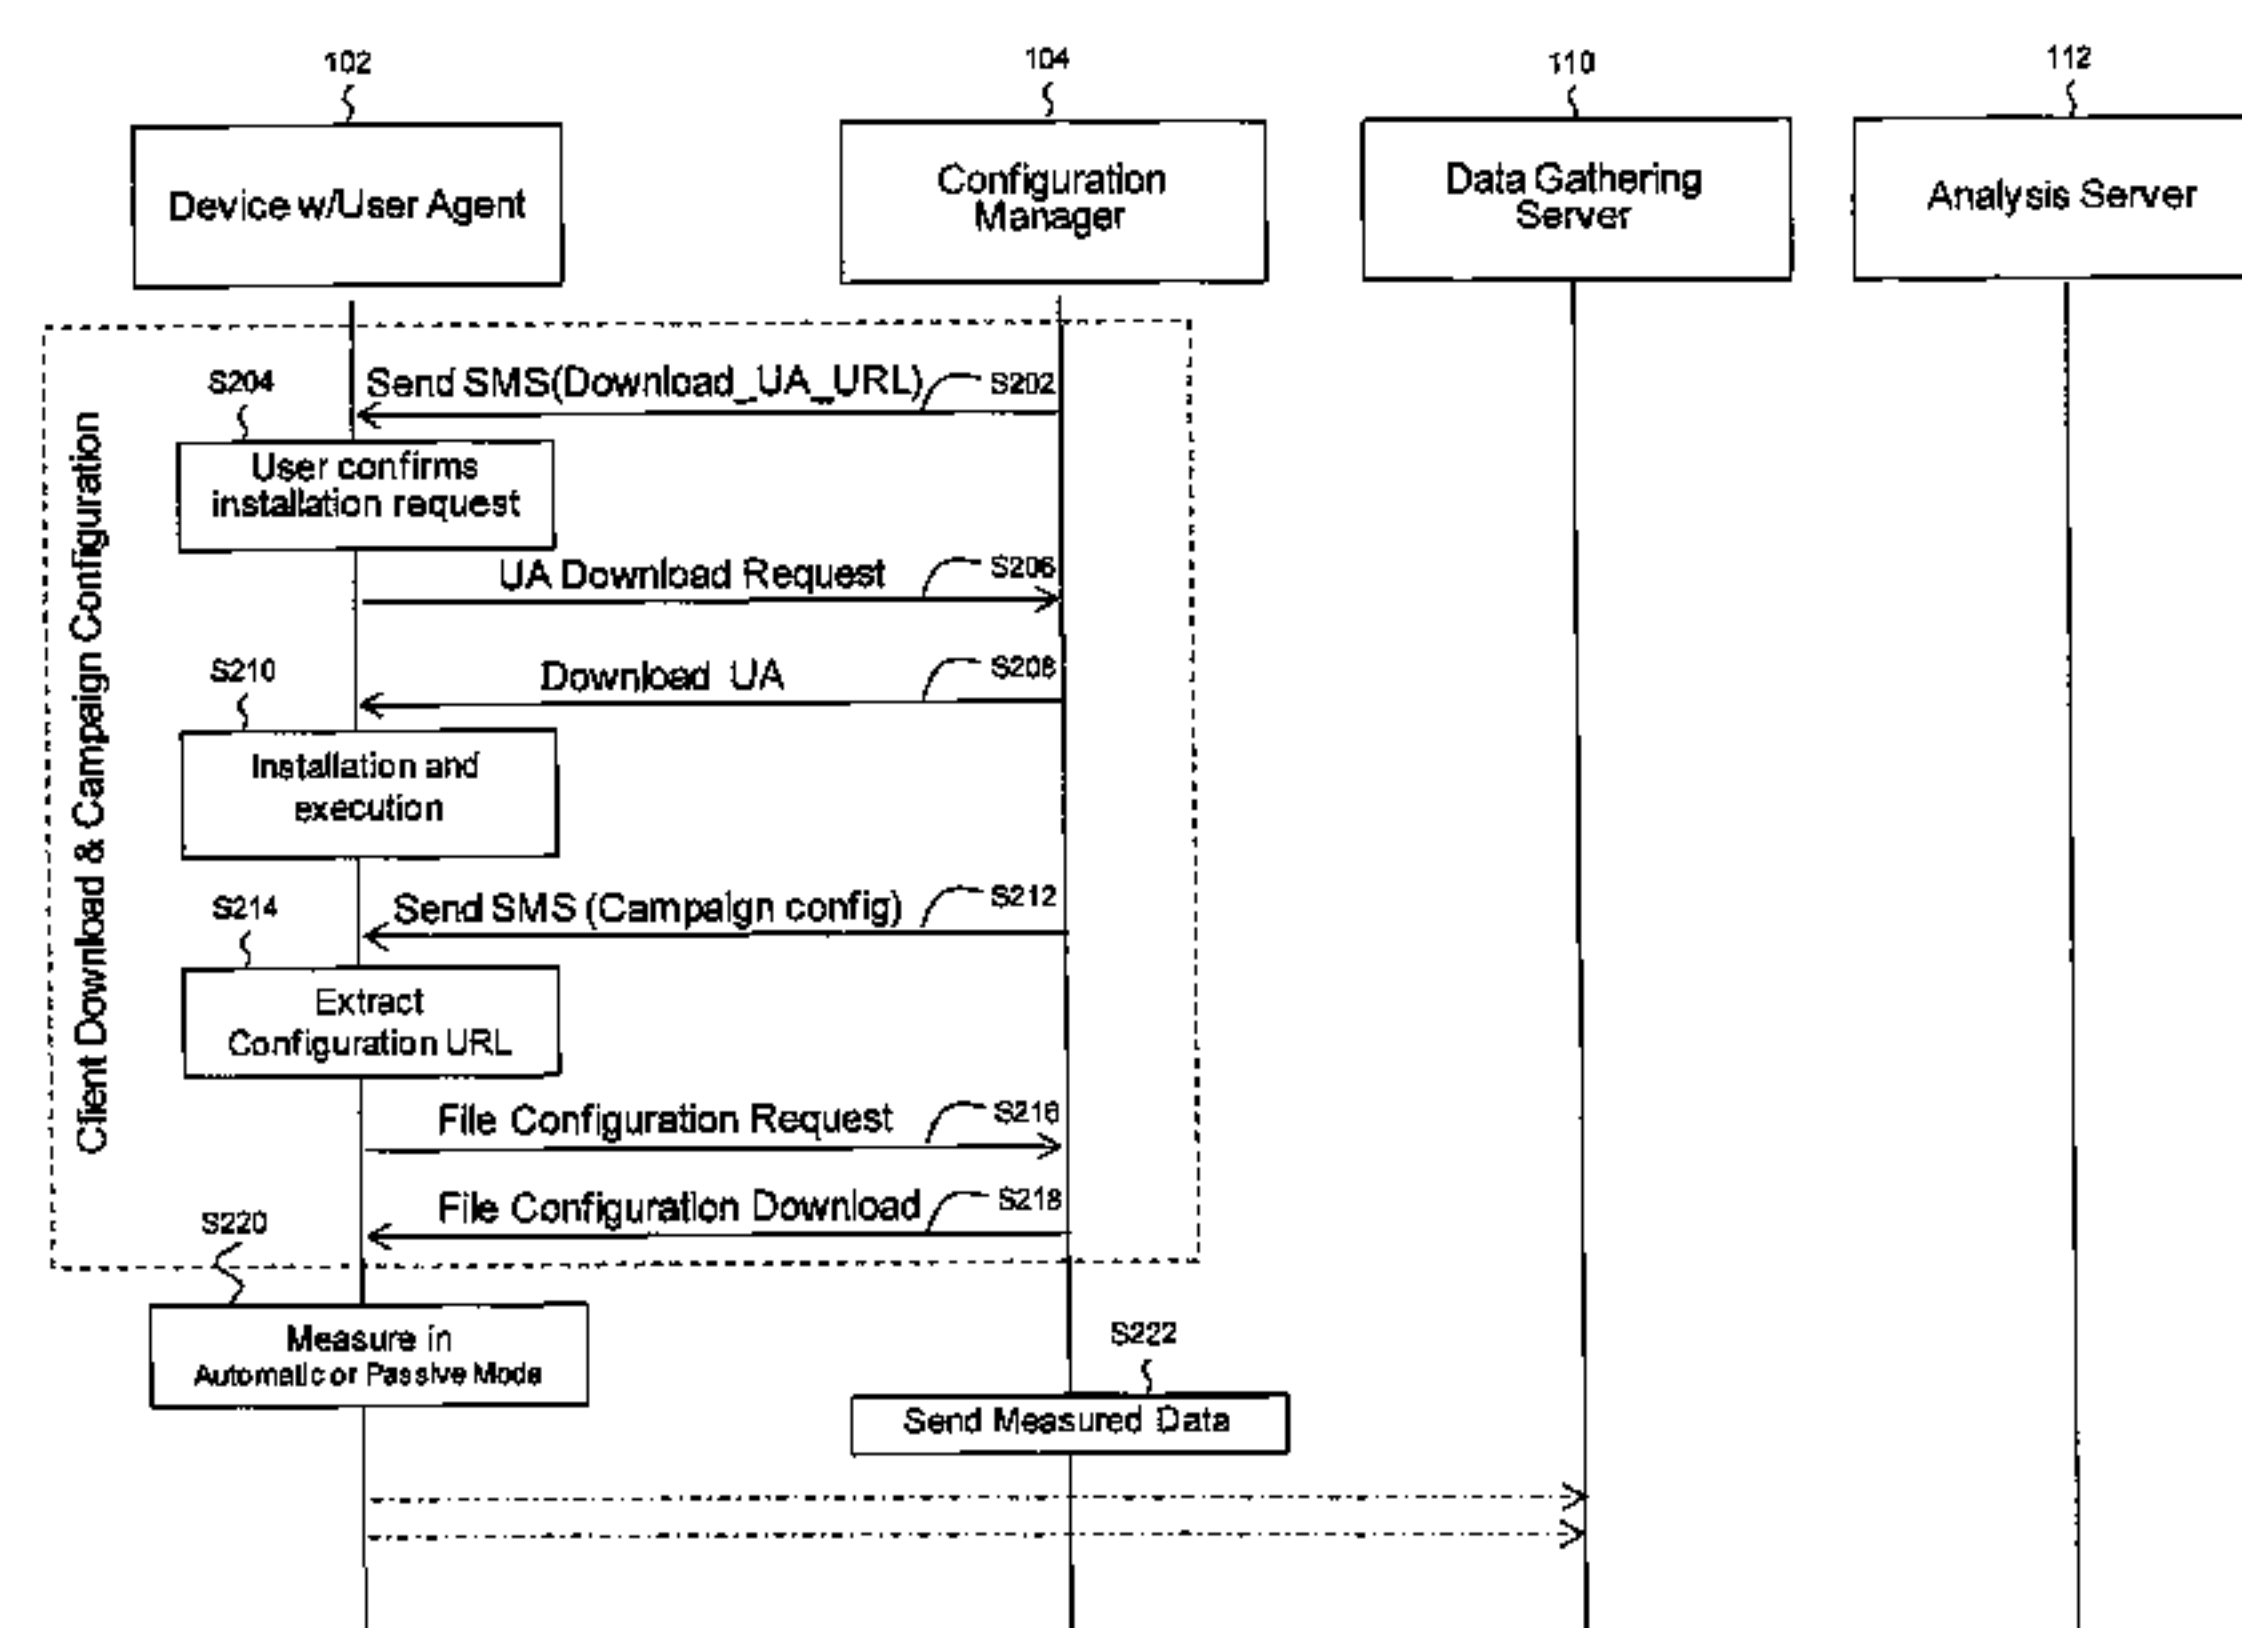 102
104
110
112
Device w/User Agent
Configuration
Manager
Data Gathering
Server
Analysis Server
Client Download & Campaign Configuration
S204
Send SMS(Download_UA_URL)
S202
User confirms
installation request
UA Download Request
S206
S210
Download UA
S208
Installation and
execution
S214
Send SMS (Campaign config)
S212
Extract
Configuration URL
File Configuration Request
S216
File Configuration Download
S218
S220
Measure in
Automatic or Passive Mode
S222
Send Measured Data